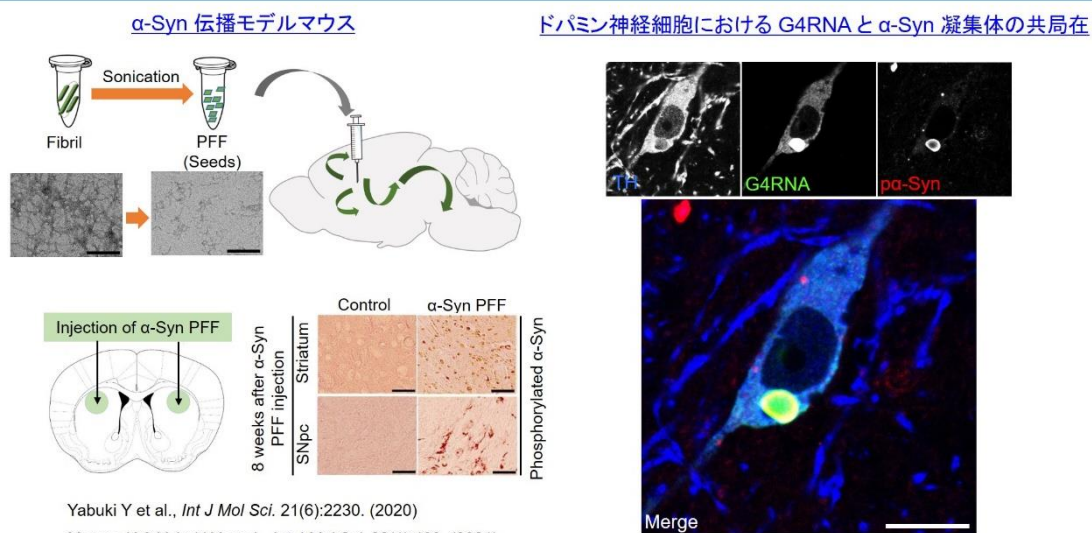 α-Syn 伝播モデルマウス
Sonication
Fibril
PFF
(Seeds)
Injection of α-Syn PFF
8 weeks after α-Syn
PFF injection
Control
α-Syn PFF
Striatum
SNpc
Phosphorylated α-Syn
Yabuki Y et al., Int J Mol Sci. 21(6):2230. (2020)
ドパミン神経細胞における G4RNA と α-Syn 凝集体の共局在
TH
G4RNA
pα-Syn
Merge